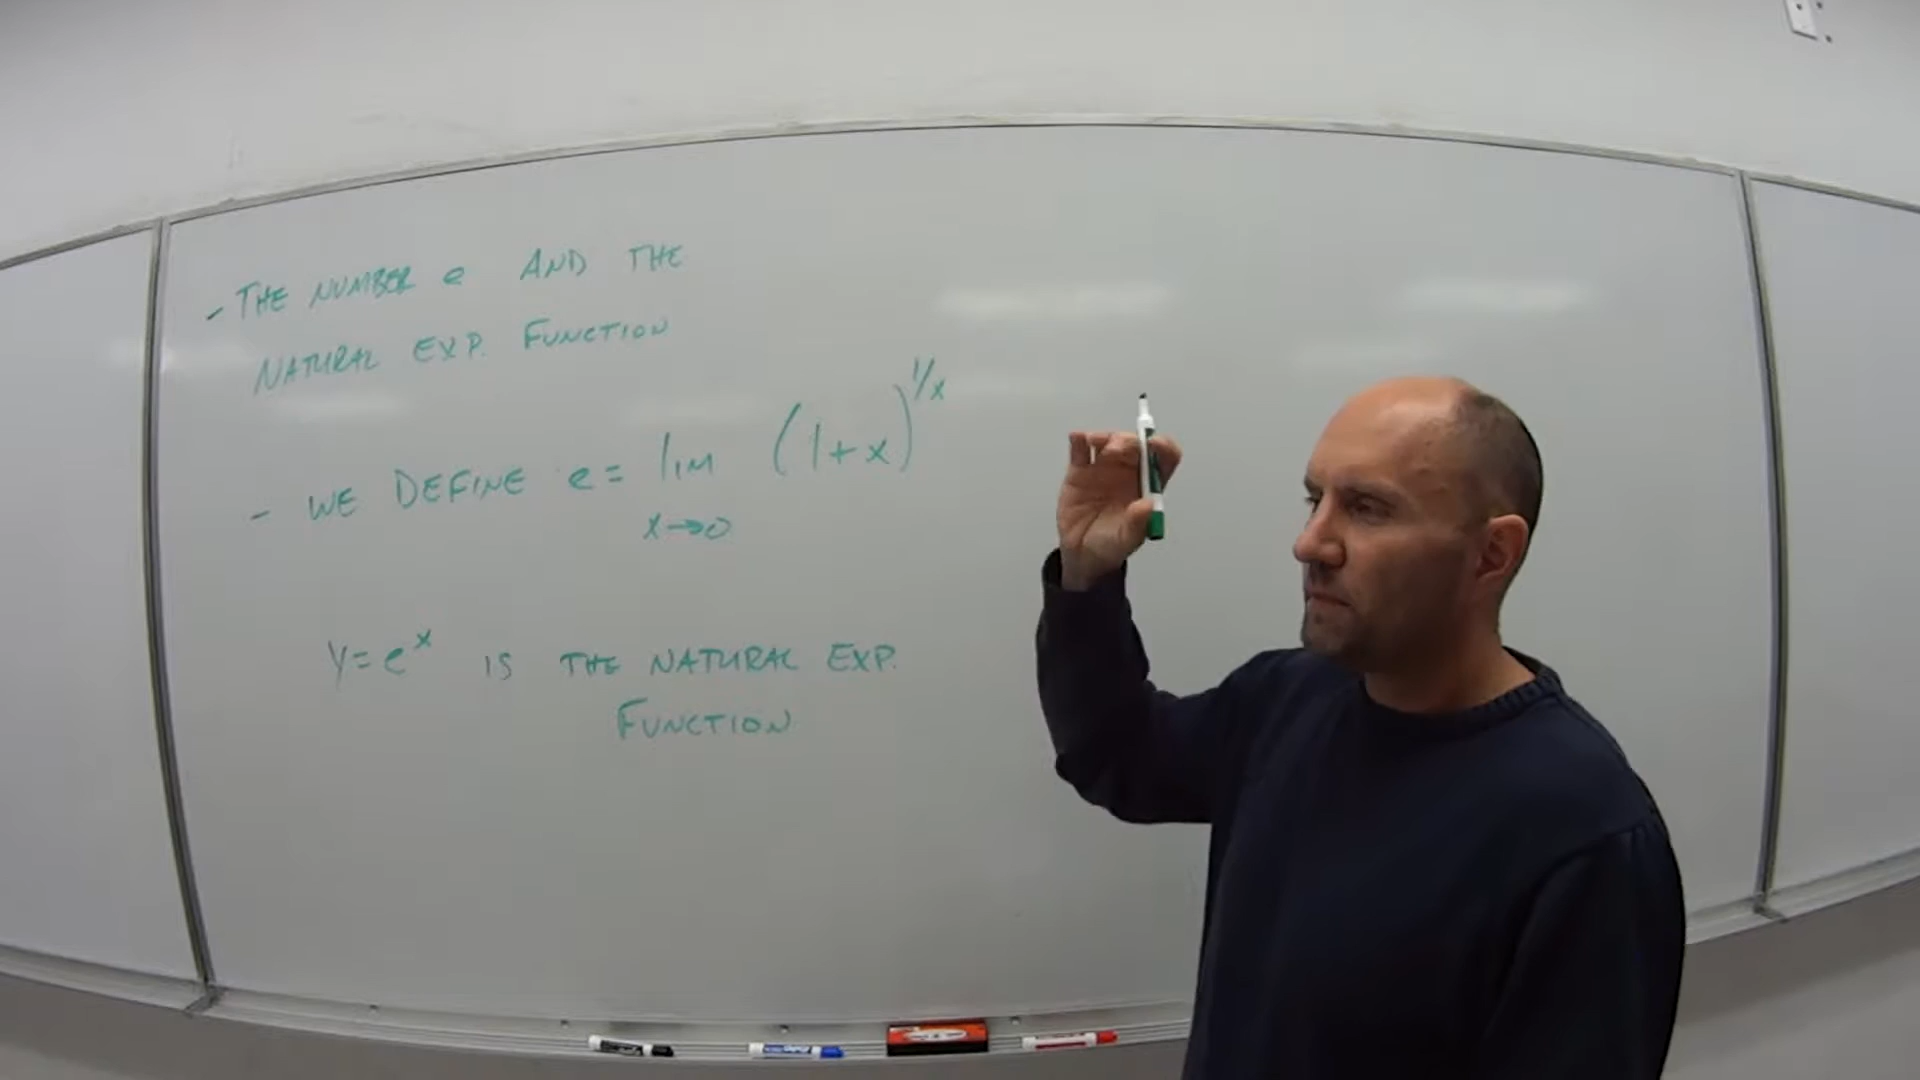 - THE NUMBER e AND THE
NATURAL EXP. FUNCTION
- WE DEFINE e = lim (1+x)^1/x
x→0
y=e^x IS THE NATURAL EXP.
FUNCTION